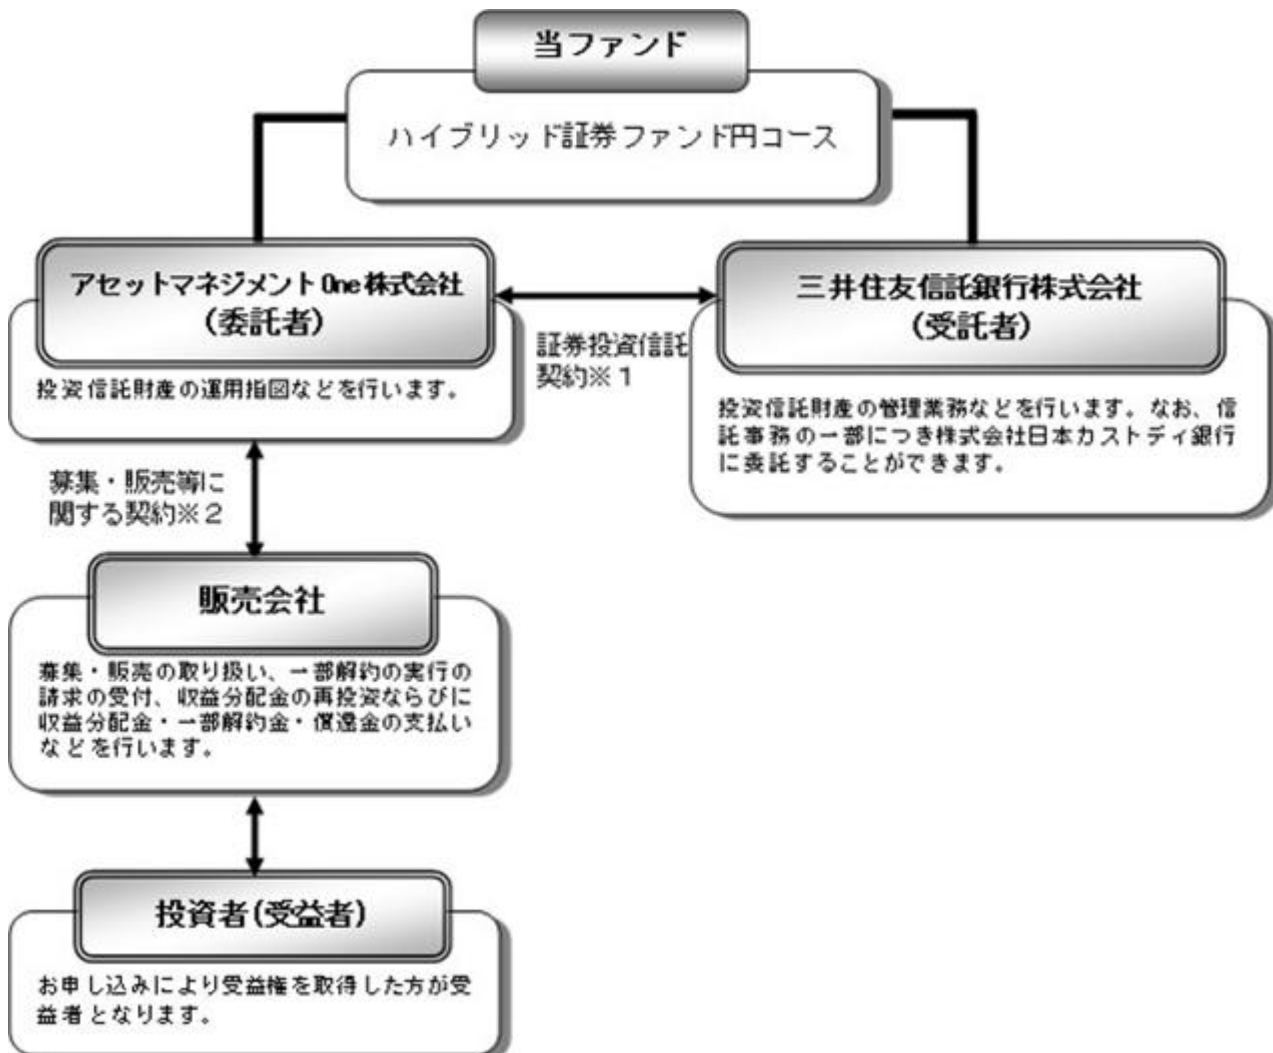 当ファンド
ハイブリッド証券ファンド円コース
アセットマネジメントOne株式会社
(委託者)
投資信託財産の運用指図などを行います。
証券投資信託
契約※1
三井住友信託銀行株式会社
(受託者)
投資信託財産の管理業務などを行います。なお、信
託事務の一部につき株式会社日本カストディ銀行
に委託することができます。
募集・販売等に
関する契約※2
販売会社
募集・販売の取り扱い、一部解約の実行の
請求の受付、収益分配金の再投資ならびに
収益分配金・一部解約金・償還金の支払い
などを行います。
投資者(受益者)
お申し込みにより受益権を取得した方が受
益者となります。